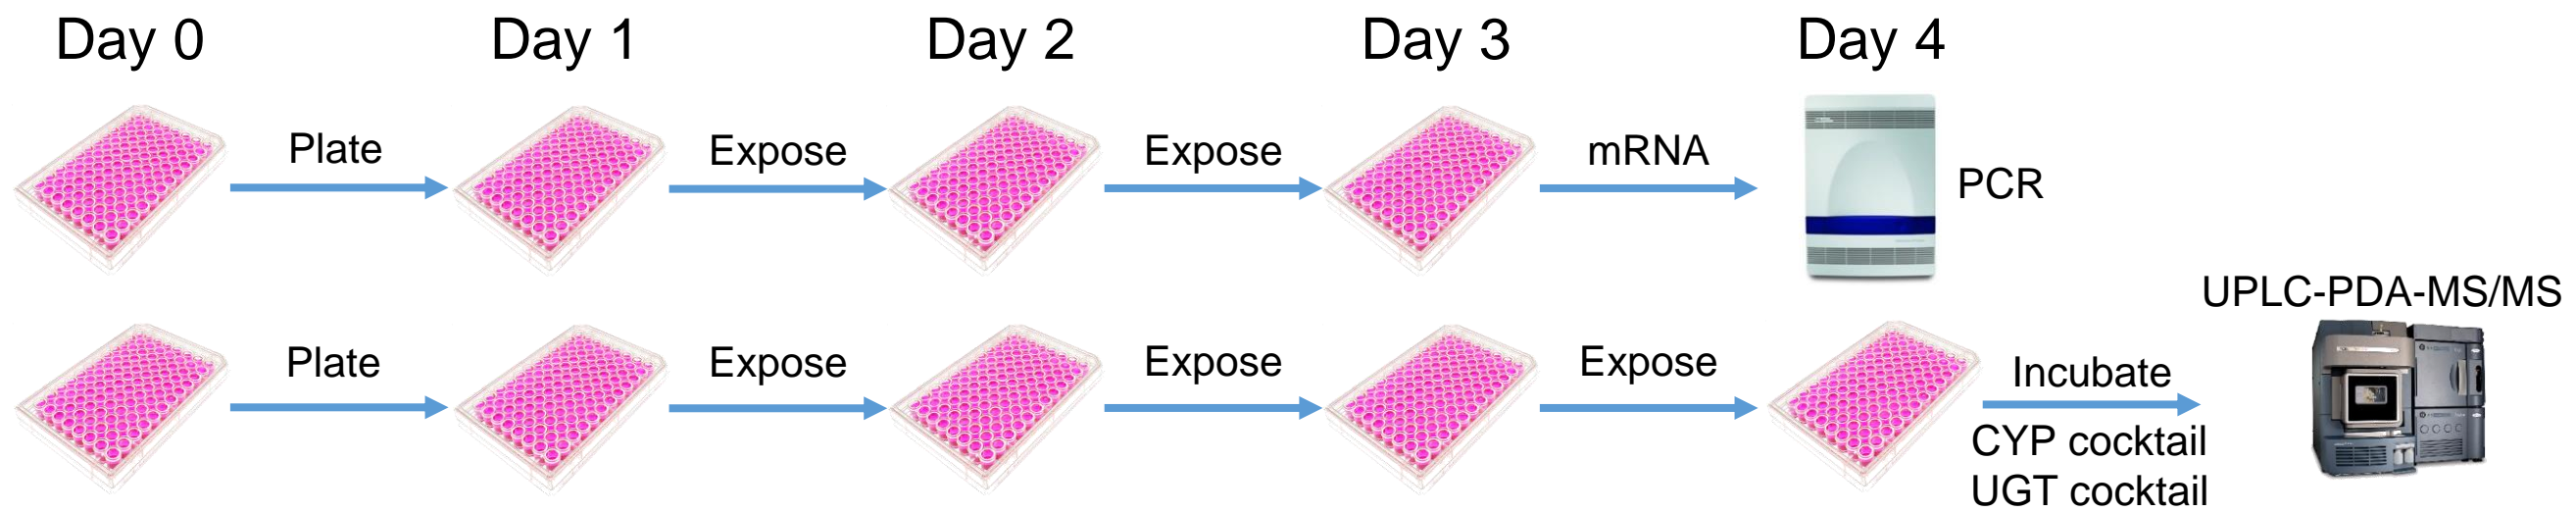 Day 0 Day 1 Day 2 Day 3 Day 4
Plate Expose Expose mRNA
PCR
UPLC-PDA-MS/MS
Plate Expose Expose Expose Incubate
CYP cocktail
UGT cocktail